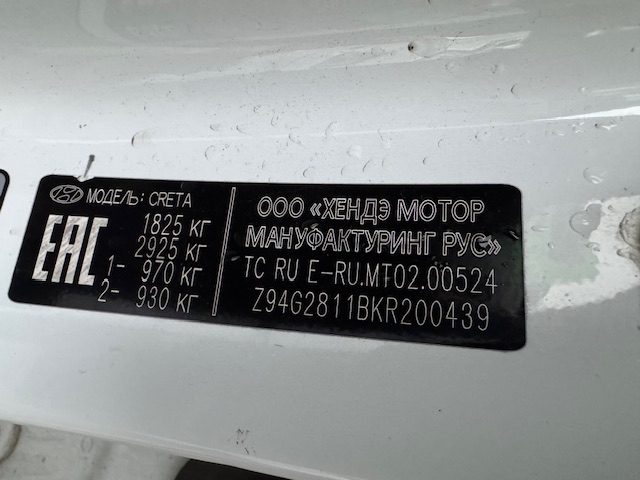 МОДЕЛЬ: CRETA
EAC
1825 КГ
2925 КГ
1- 970 КГ
2- 930 КГ
ООО «ХЕНДЭ МОТОР
МАНУФАКТУРИНГ РУС»
ТС RU E-RU.MT02.00524
Z94G2811BKR200439